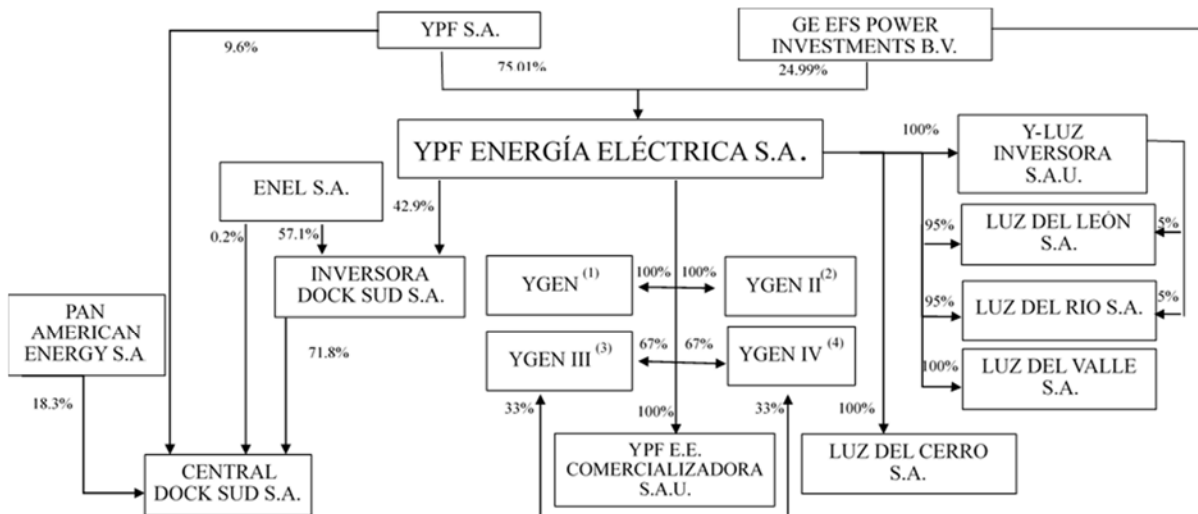 YPF S.A.
GE EFS POWER
INVESTMENTS B.V.
9.6%
75.01%
24.99%
YPF ENERGÍA ELÉCTRICA S.A.
100%
Y-LUZ
INVERSORA
S.A.U.
ENEL S.A.
42.9%
0.2%
57.1%
95%
LUZ DEL LEÓN
S.A.
5%
INVERSORA
DOCK SUD S.A.
YGEN (1)
100%
100%
YGEN II (2)
PAN
AMERICAN
ENERGY S.A
95%
LUZ DEL RIO S.A.
5%
71.8%
YGEN III (3)
67%
67%
YGEN IV (4)
100%
LUZ DEL VALLE
S.A.
18.3%
33%
100%
33%
100%
CENTRAL
DOCK SUD S.A.
YPF E.E.
COMERCIALIZADORA
S.A.U.
LUZ DEL CERRO
S.A.